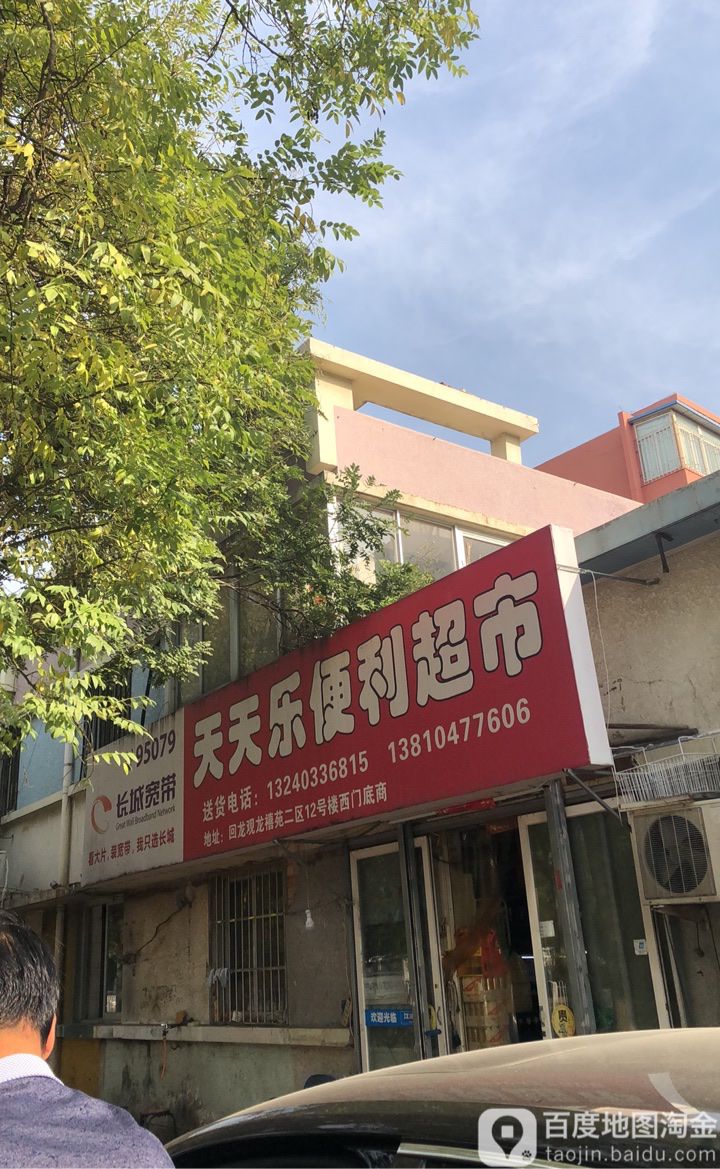 天天乐便利超市
送货电话：13240336815 13810477606
地址：回龙观龙禧苑二区12号楼西门底商
95079
长城宽带
Great Wall Broadband Network
看大片，装宽带，我只选长城
欢迎光临
百度地图淘金
taojin.baidu.com